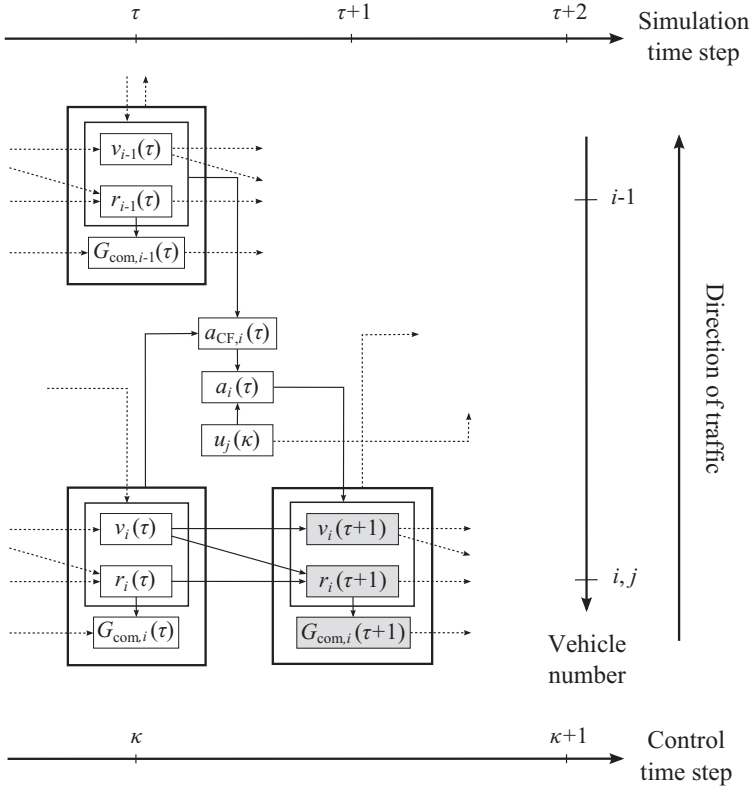 τ
τ+1
τ+2
Simulation
time step
v_{i-1}(τ)
r_{i-1}(τ)
i-1
G_{com,i-1}(τ)
Direction of traffic
a_{CF,i}(τ)
a_i(τ)
u_j(κ)
v_i(τ)
v_i(τ+1)
r_i(τ)
r_i(τ+1)
i, j
G_{com,i}(τ)
G_{com,i}(τ+1)
Vehicle
number
κ
κ+1
Control
time step